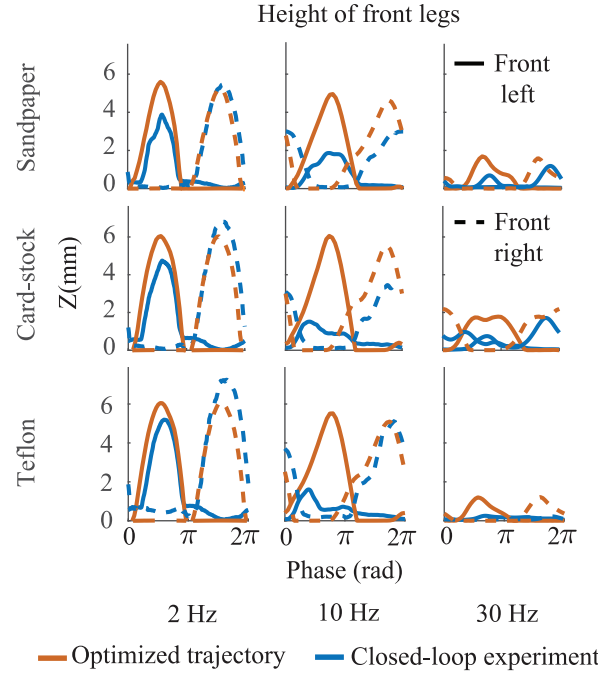 Height of front legs
Sandpaper
6
4
2
0
Front
left
Card-stock
Z(mm)
6
4
2
0
Front
right
Teflon
6
4
2
0
0 π 2π 0 π 2π 0 π 2π
Phase (rad)
2 Hz 10 Hz 30 Hz
Optimized trajectory Closed-loop experiment